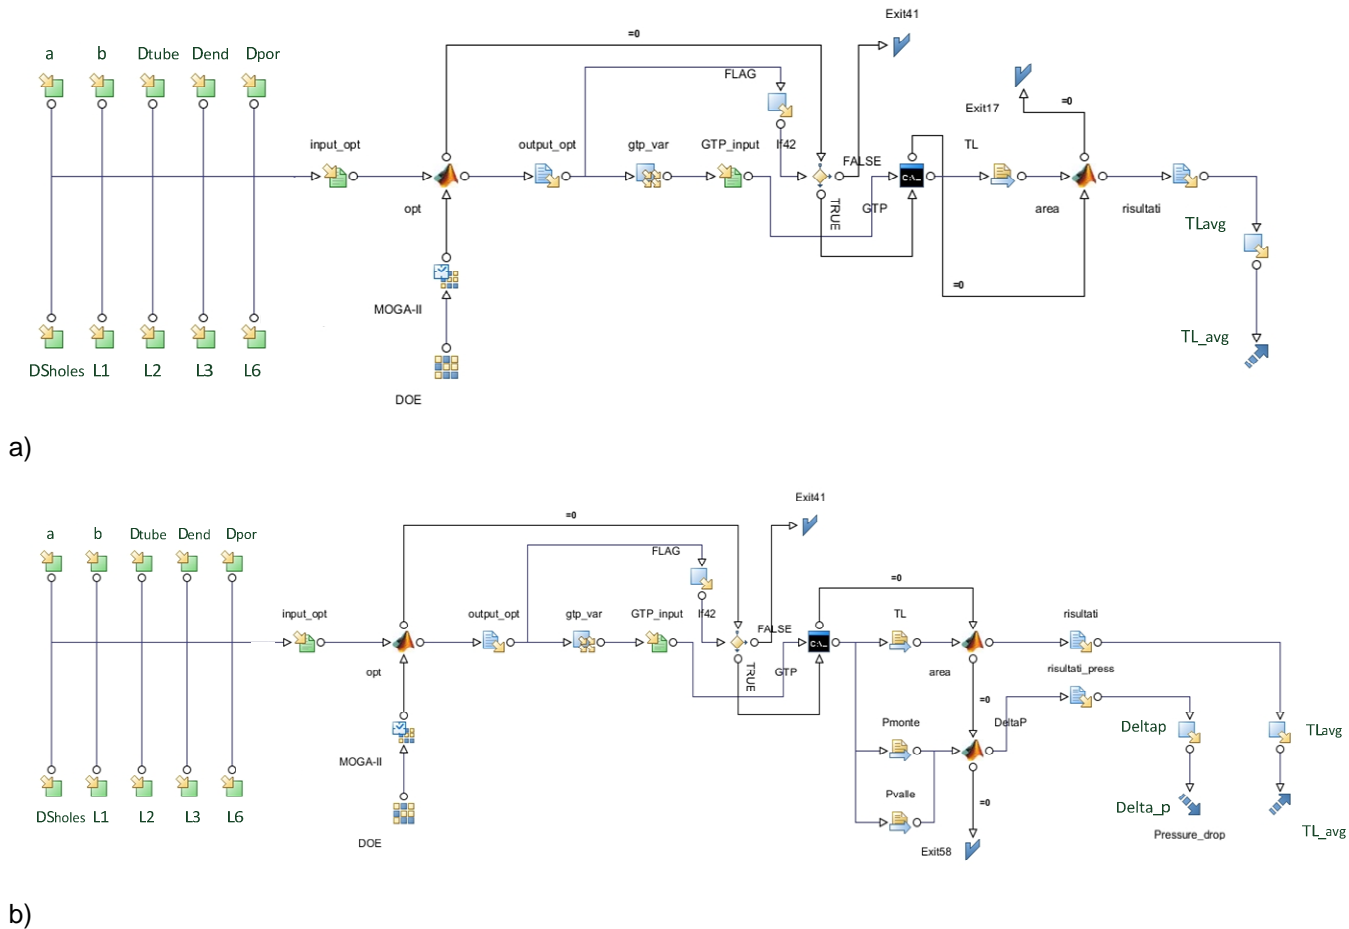 Exit41
=0
a b Dtube Dend Dpor
FLAG
Exit17
=0
input_opt output_opt gtp_var GTP_input If42 TL
FALSE
C:\._
opt TRUE GTP area risultati
TLavg
=0
MOGA-II
TL_avg
DSholes L1 L2 L3 L6
DOE
a)
Exit41
=0
a b Dtube Dend Dpor
FLAG
=0
input_opt output_opt gtp_var GTP_input If42 TL risultati
FALSE
C:\._
opt TRUE GTP area risultati_press
=0
Pmonte DeltaP Deltap TLavg
MOGA-II
Pvalle
=0
Delta_p
DSholes L1 L2 L3 L6
Pressure_drop TL_avg
DOE
Exit58
b)